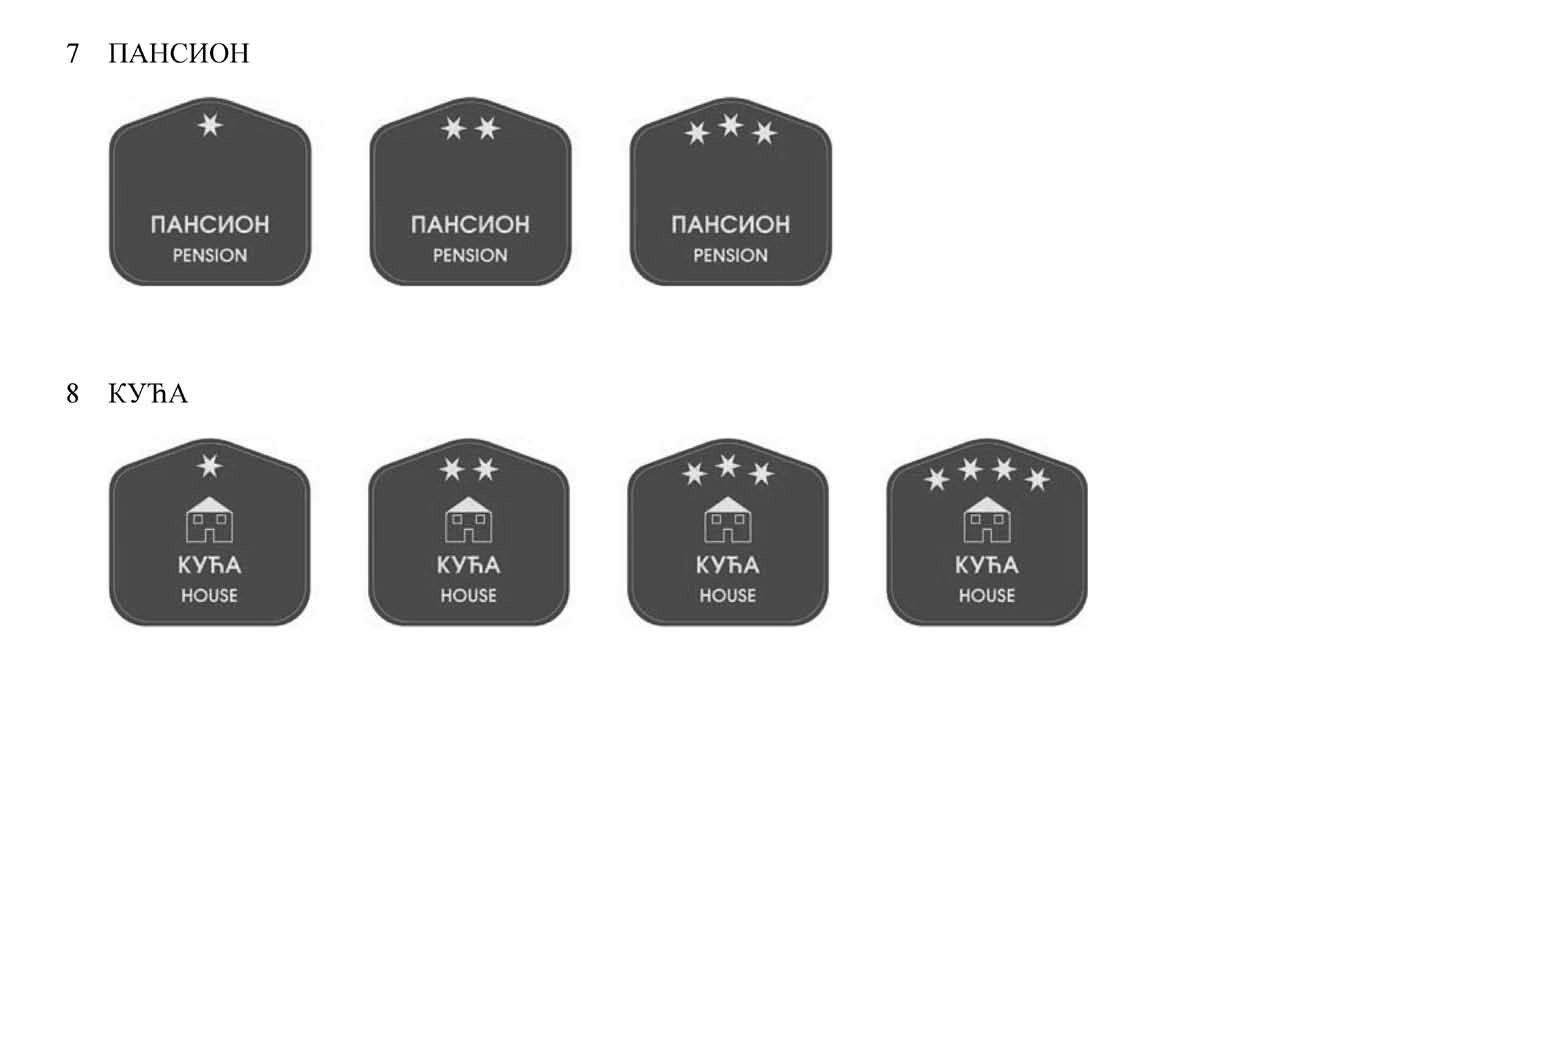 7 ПАНСИОН
ПАНСИОН
PENSION
ПАНСИОН
PENSION
ПАНСИОН
PENSION
8 КУЋА
КУЋА
HOUSE
КУЋА
HOUSE
КУЋА
HOUSE
КУЋА
HOUSE